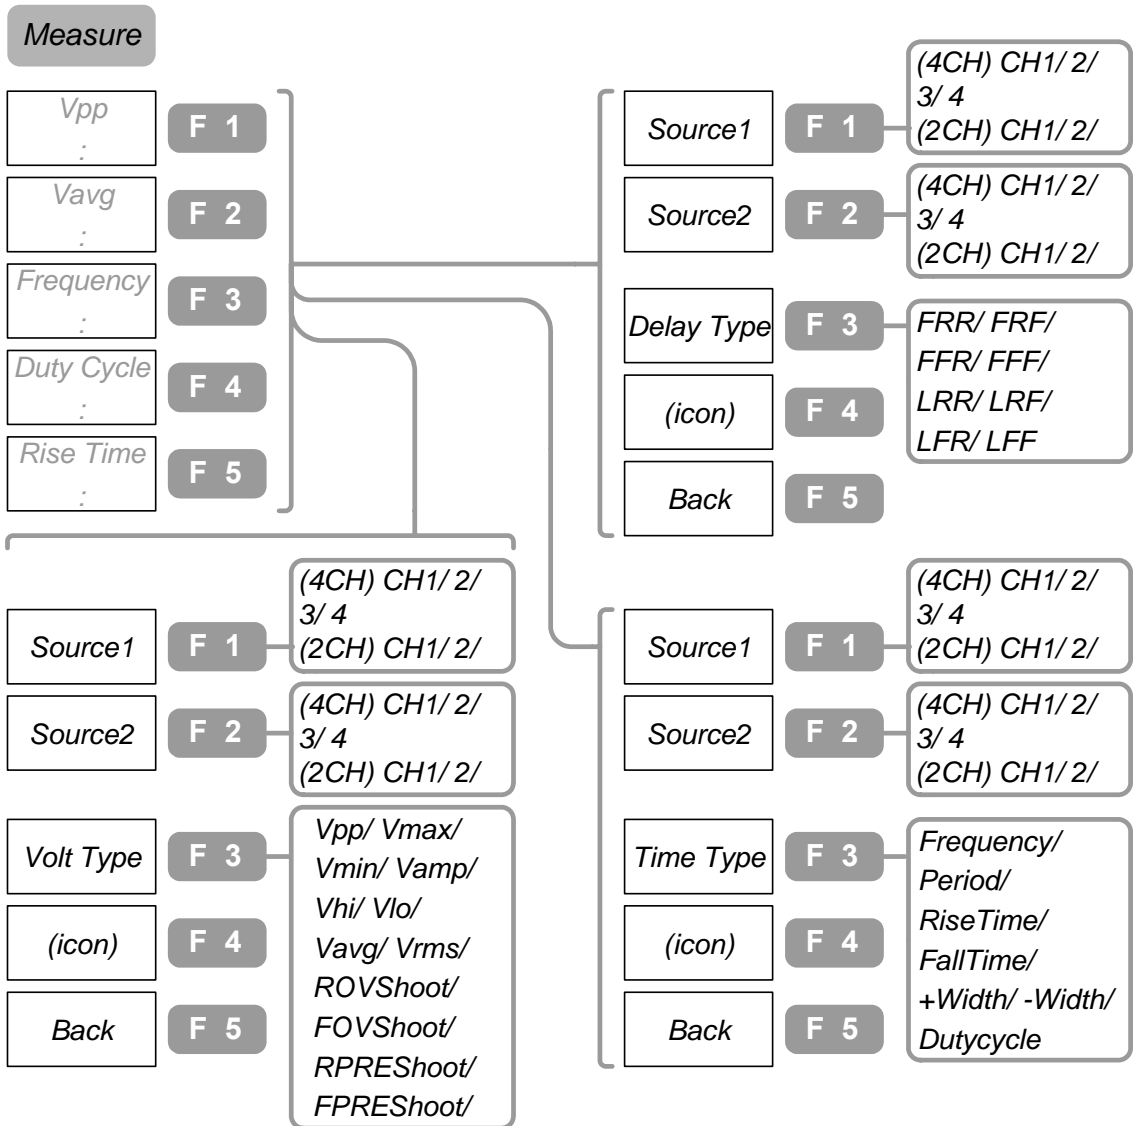 Measure
Vpp
:
F 1
Vavg
:
F 2
Frequency
:
F 3
Duty Cycle
:
F 4
Rise Time
:
F 5
Source1
F 1
(4CH) CH1/ 2/
3/ 4
(2CH) CH1/ 2/
Source2
F 2
(4CH) CH1/ 2/
3/ 4
(2CH) CH1/ 2/
Delay Type
F 3
FRR/ FRF/
FFR/ FFF/
LRR/ LRF/
LFR/ LFF
(icon)
F 4
Back
F 5
Source1
F 1
(4CH) CH1/ 2/
3/ 4
(2CH) CH1/ 2/
Source2
F 2
(4CH) CH1/ 2/
3/ 4
(2CH) CH1/ 2/
Volt Type
F 3
Vpp/ Vmax/
Vmin/ Vamp/
Vhi/ Vlo/
Vavg/ Vrms/
ROVShoot/
FOVShoot/
RPREShoot/
FPREShoot/
(icon)
F 4
Back
F 5
Source1
F 1
(4CH) CH1/ 2/
3/ 4
(2CH) CH1/ 2/
Source2
F 2
(4CH) CH1/ 2/
3/ 4
(2CH) CH1/ 2/
Time Type
F 3
Frequency/
Period/
RiseTime/
FallTime/
+Width/ -Width/
Dutycycle
(icon)
F 4
Back
F 5